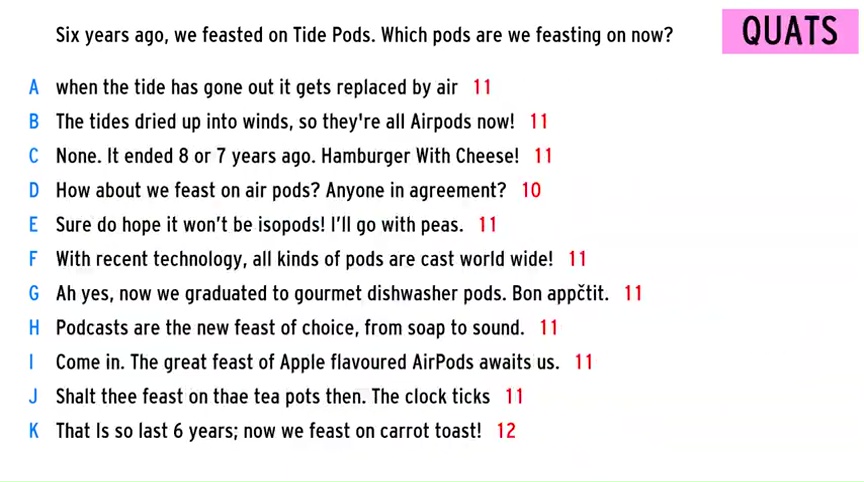 Six years ago, we feasted on Tide Pods. Which pods are we feasting on now?
QUATS
A when the tide has gone out it gets replaced by air 11
B The tides dried up into winds, so they're all Airpods now! 11
C None. It ended 8 or 7 years ago. Hamburger With Cheese! 11
D How about we feast on air pods? Anyone in agreement? 10
E Sure do hope it won't be isopods! I'll go with peas. 11
F With recent technology, all kinds of pods are cast world wide! 11
G Ah yes, now we graduated to gourmet dishwasher pods. Bon appčtit. 11
H Podcasts are the new feast of choice, from soap to sound. 11
I Come in. The great feast of Apple flavoured AirPods awaits us. 11
J Shalt thee feast on thae tea pots then. The clock ticks 11
K That Is so last 6 years; now we feast on carrot toast! 12